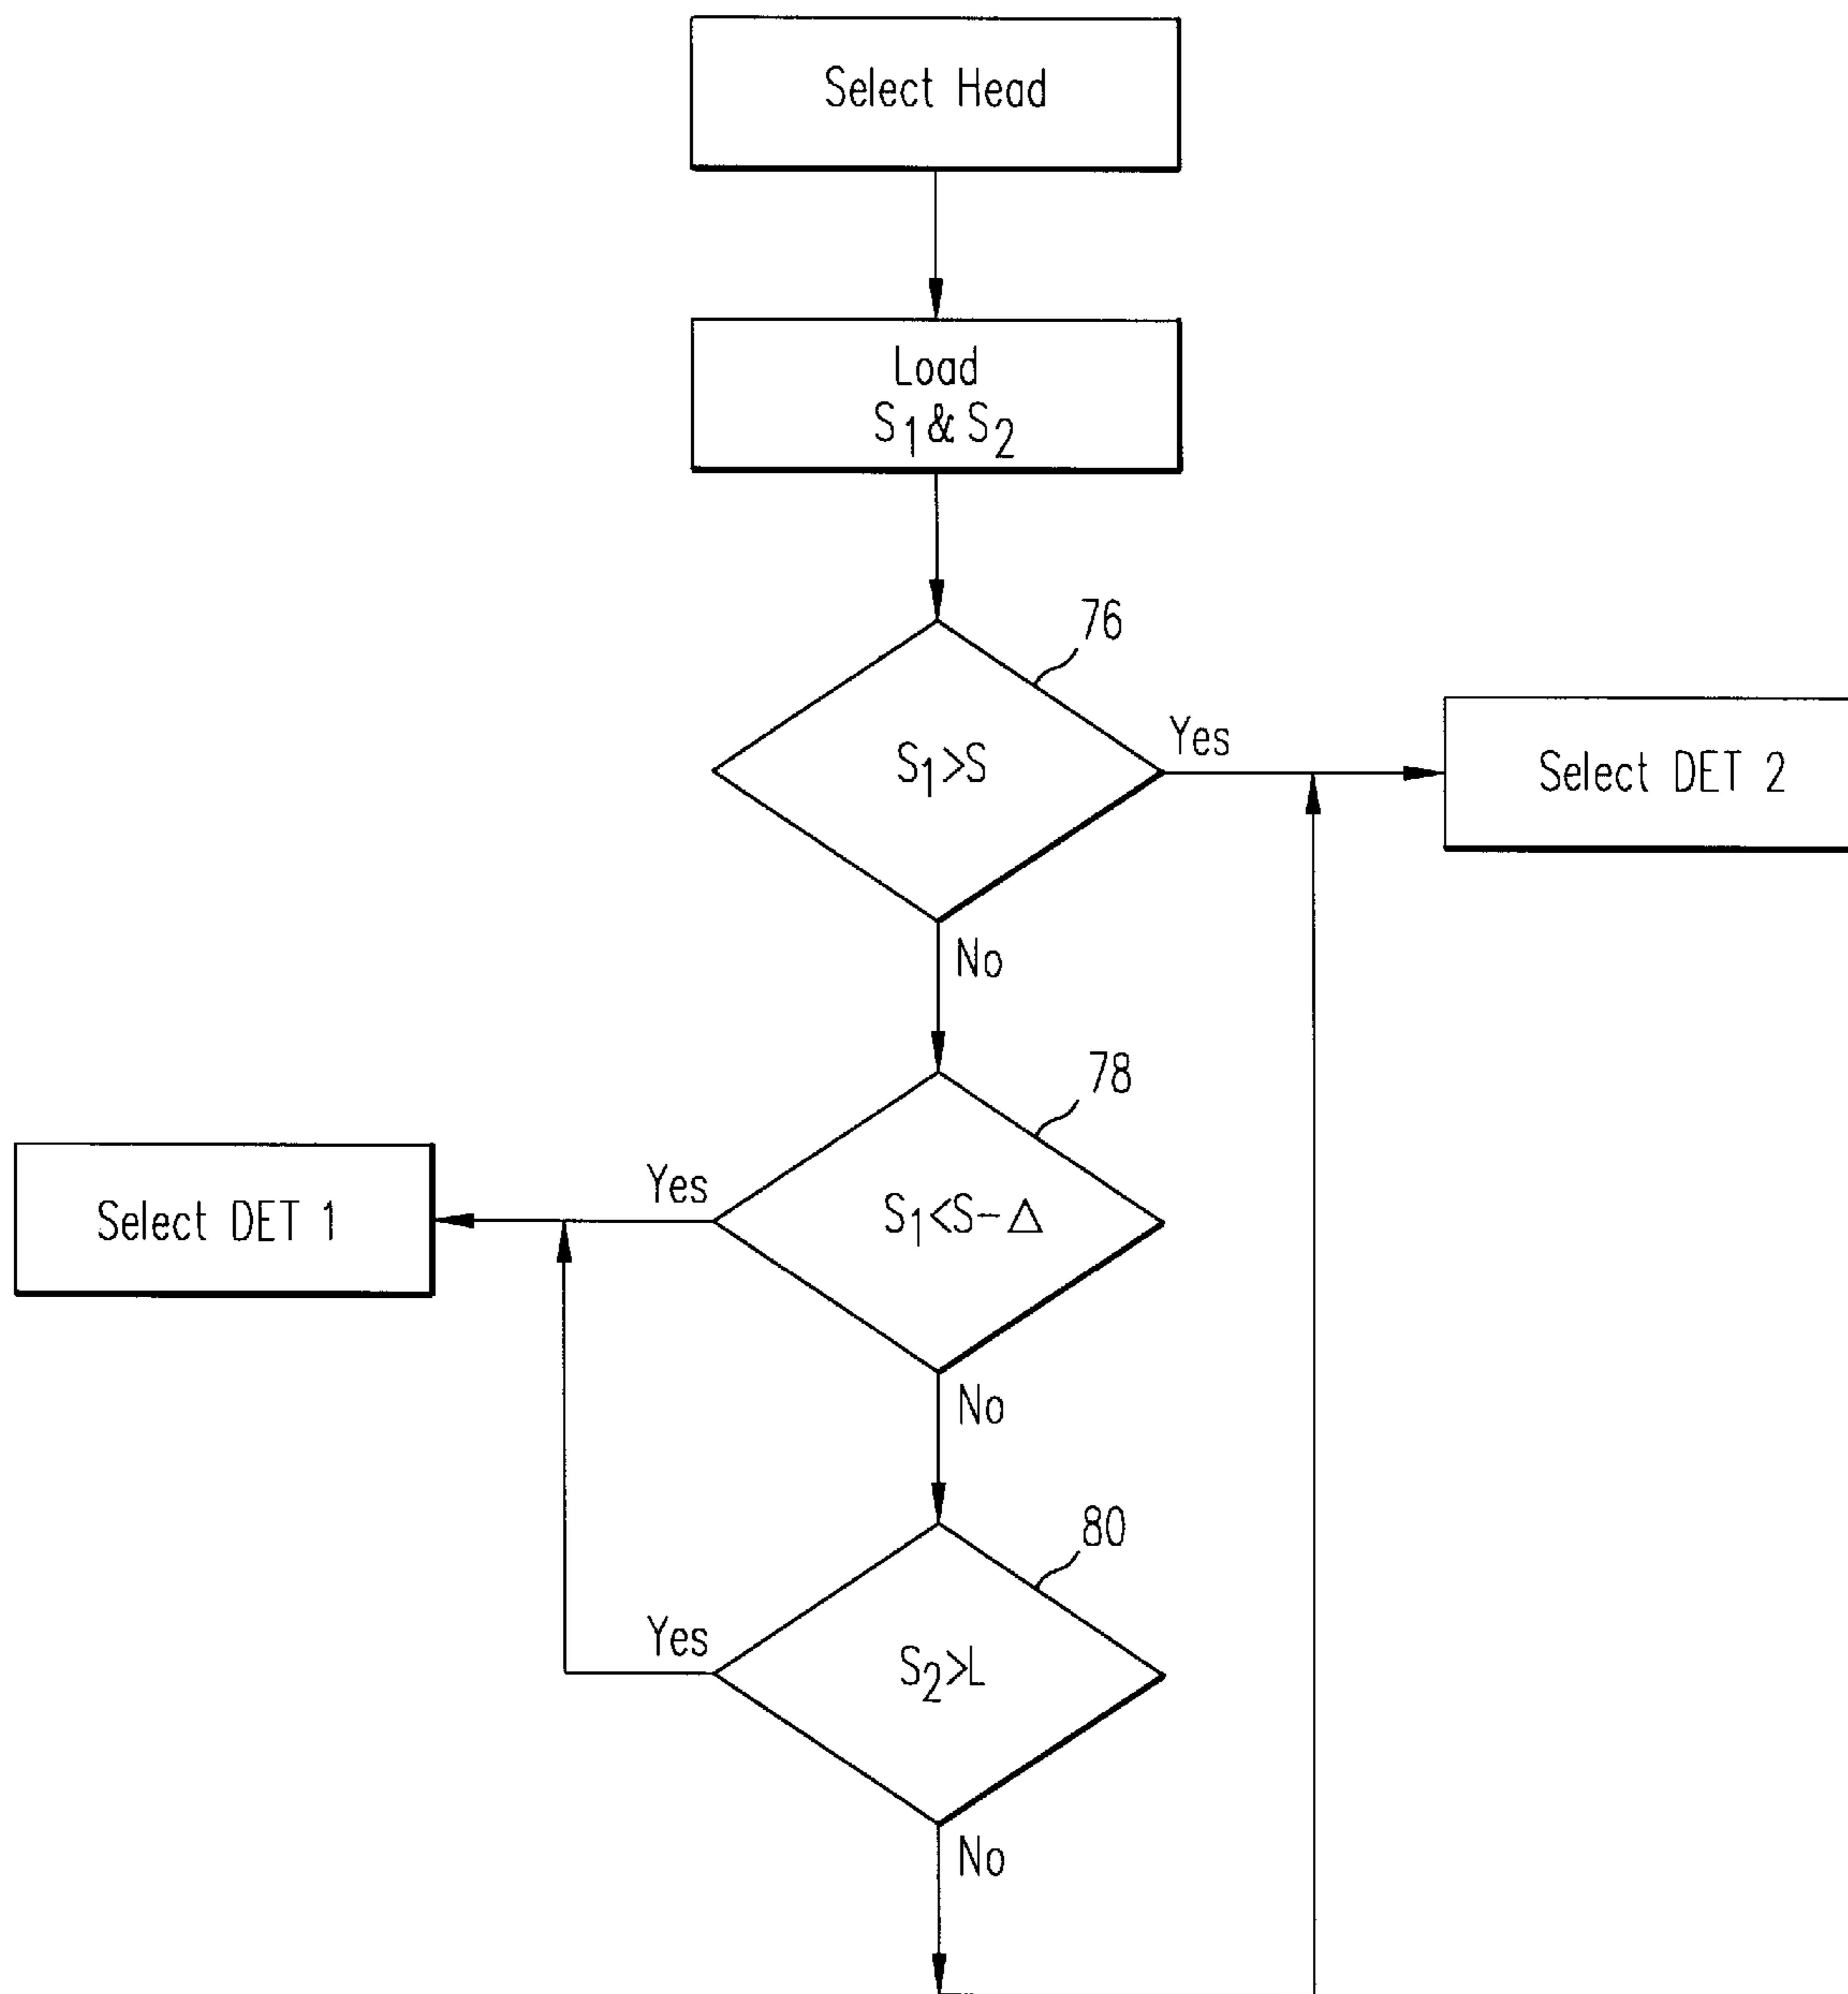 Select Head
Load
S₁ & S₂
76
S₁>S
Yes
Select DET 2
No
78
S₁<S-Δ
Yes
Select DET 1
No
80
S₂>L
Yes
No